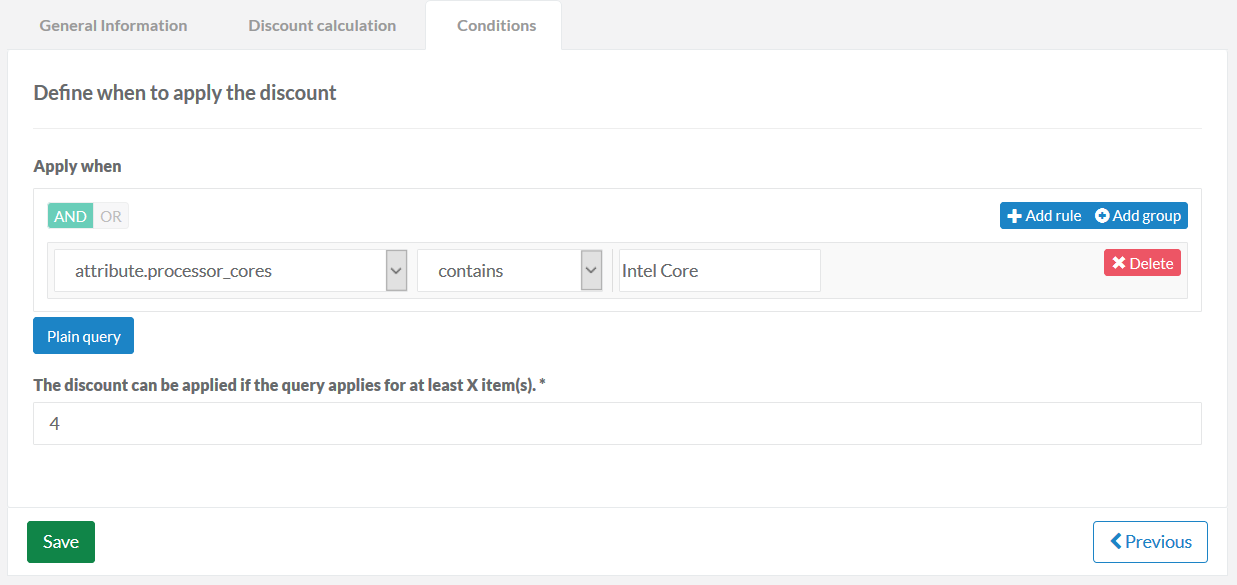 General Information Discount calculation Conditions
Define when to apply the discount
Apply when
AND OR Add rule Add group
attribute.processor_cores contains Intel Core Delete
Plain query
The discount can be applied if the query applies for at least X item(s). *
4
Save Previous